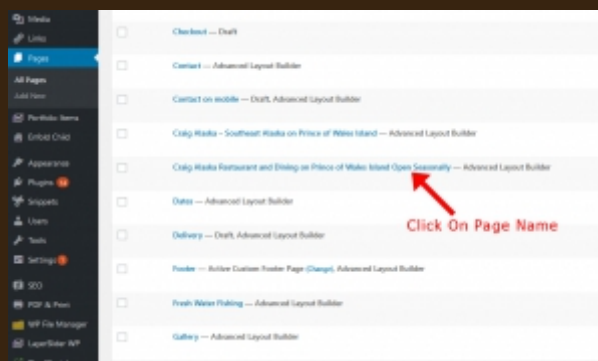 Media
Links
Pages
All Pages
Add New
Portfolio Items
Enfold Child
Appearance
Plugins
Snippets
Users
Tools
Settings
SEO
PDF & Print
WP File Manager
LayerSlider WP
Checkout — Draft
Contact — Advanced Layout Builder
Contact on mobile — Draft, Advanced Layout Builder
Craig Alaska – Southeast Alaska on Prince of Wales Island — Advanced Layout Builder
Craig Alaska Restaurant and Dining on Prince of Wales Island Open Seasonally — Advanced Layout Builder
Click On Page Name
Dates — Advanced Layout Builder
Delivery — Draft, Advanced Layout Builder
Footer — Active Custom Footer Page (Change), Advanced Layout Builder
Fresh Water Fishing — Advanced Layout Builder
Gallery — Advanced Layout Builder